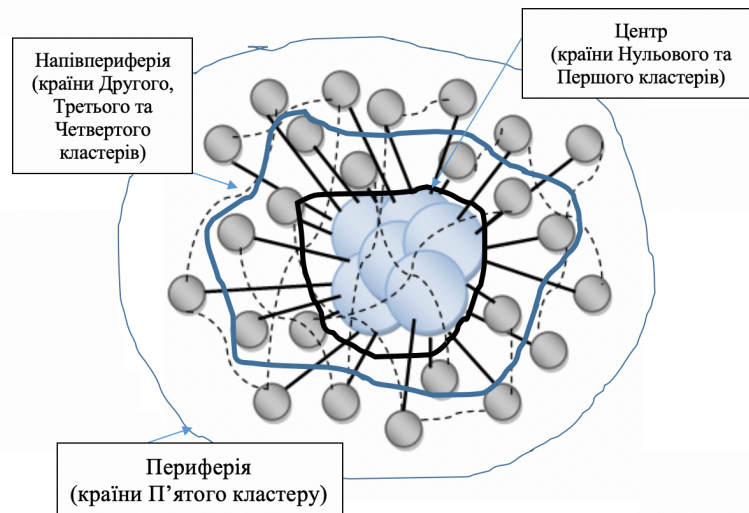 Напівпериферія
(країни Другого,
Третього та
Четвертого
кластерів)
Центр
(країни Нульового та
Першого кластерів)
Периферія
(країни П’ятого кластеру)